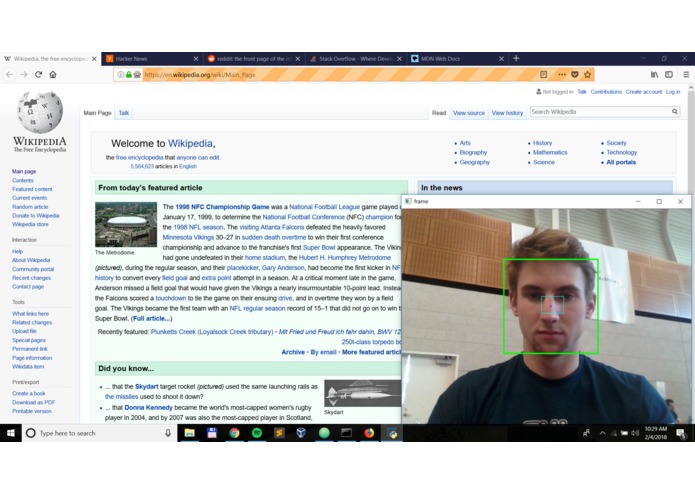 Wikipedia, the free encyclopedi
Hacker News
reddit: the front page of the in
Stack Overflow - Where Devel
MDN Web Docs
https://en.wikipedia.org/wiki/Main_Page
Not logged in Talk Contributions Create account Log in
Main Page Talk
Read View source View history
Search Wikipedia
WIKIPEDIA
The Free Encyclopedia
Main page
Contents
Featured content
Current events
Random article
Donate to Wikipedia
Wikipedia store
Interaction
Help
About Wikipedia
Community portal
Recent changes
Contact page
Tools
What links here
Related changes
Upload file
Special pages
Permanent link
Page information
Wikidata item
Print/export
Create a book
Download as PDF
Printable version
Welcome to Wikipedia,
the free encyclopedia that anyone can edit.
5,564,623 articles in English
Arts
Biography
Geography
History
Mathematics
Science
Society
Technology
All portals
From today's featured article
The 1998 NFC Championship Game was a National Football League game played o
January 17, 1999, to determine the National Football Conference (NFC) champion for
the 1998 NFL season. The visiting Atlanta Falcons defeated the heavily favored
Minnesota Vikings 30–27 in sudden death overtime to win their first conference
championship and advance to the franchise's first Super Bowl appearance. The Viking
had gone undefeated in their home stadium, the Hubert H. Humphrey Metrodome
(pictured), during the regular season, and their placekicker, Gary Anderson, had become the first kicker in NF
history to convert every field goal and extra point attempt in a season. At a critical moment late in the game,
Anderson missed a field goal that would have given the Vikings a nearly insurmountable 10-point lead. Instead
the Falcons scored a touchdown to tie the game on their ensuing drive, and in overtime they won by a field
goal. The Vikings became the first team with an NFL regular season record of 15–1 that did not go on to win t
Super Bowl. (Full article...)
The Metrodome
Recently featured: Plunketts Creek (Loyalsock Creek tributary) · Mit Fried und Freud ich fahr dahin, BWV 12
250t-class torpedo bo
Archive · By email · More featured articl
Did you know...
... that the Skydart target rocket (pictured) used the same launching rails as
the missiles used to shoot it down?
... that Donna Kennedy became the world's most-capped women's rugby
player in 2004, and by 2007 was also the most-capped player in Scotland,
Skydart
In the news
frame
Type here to search
10:29 AM
2/4/2018